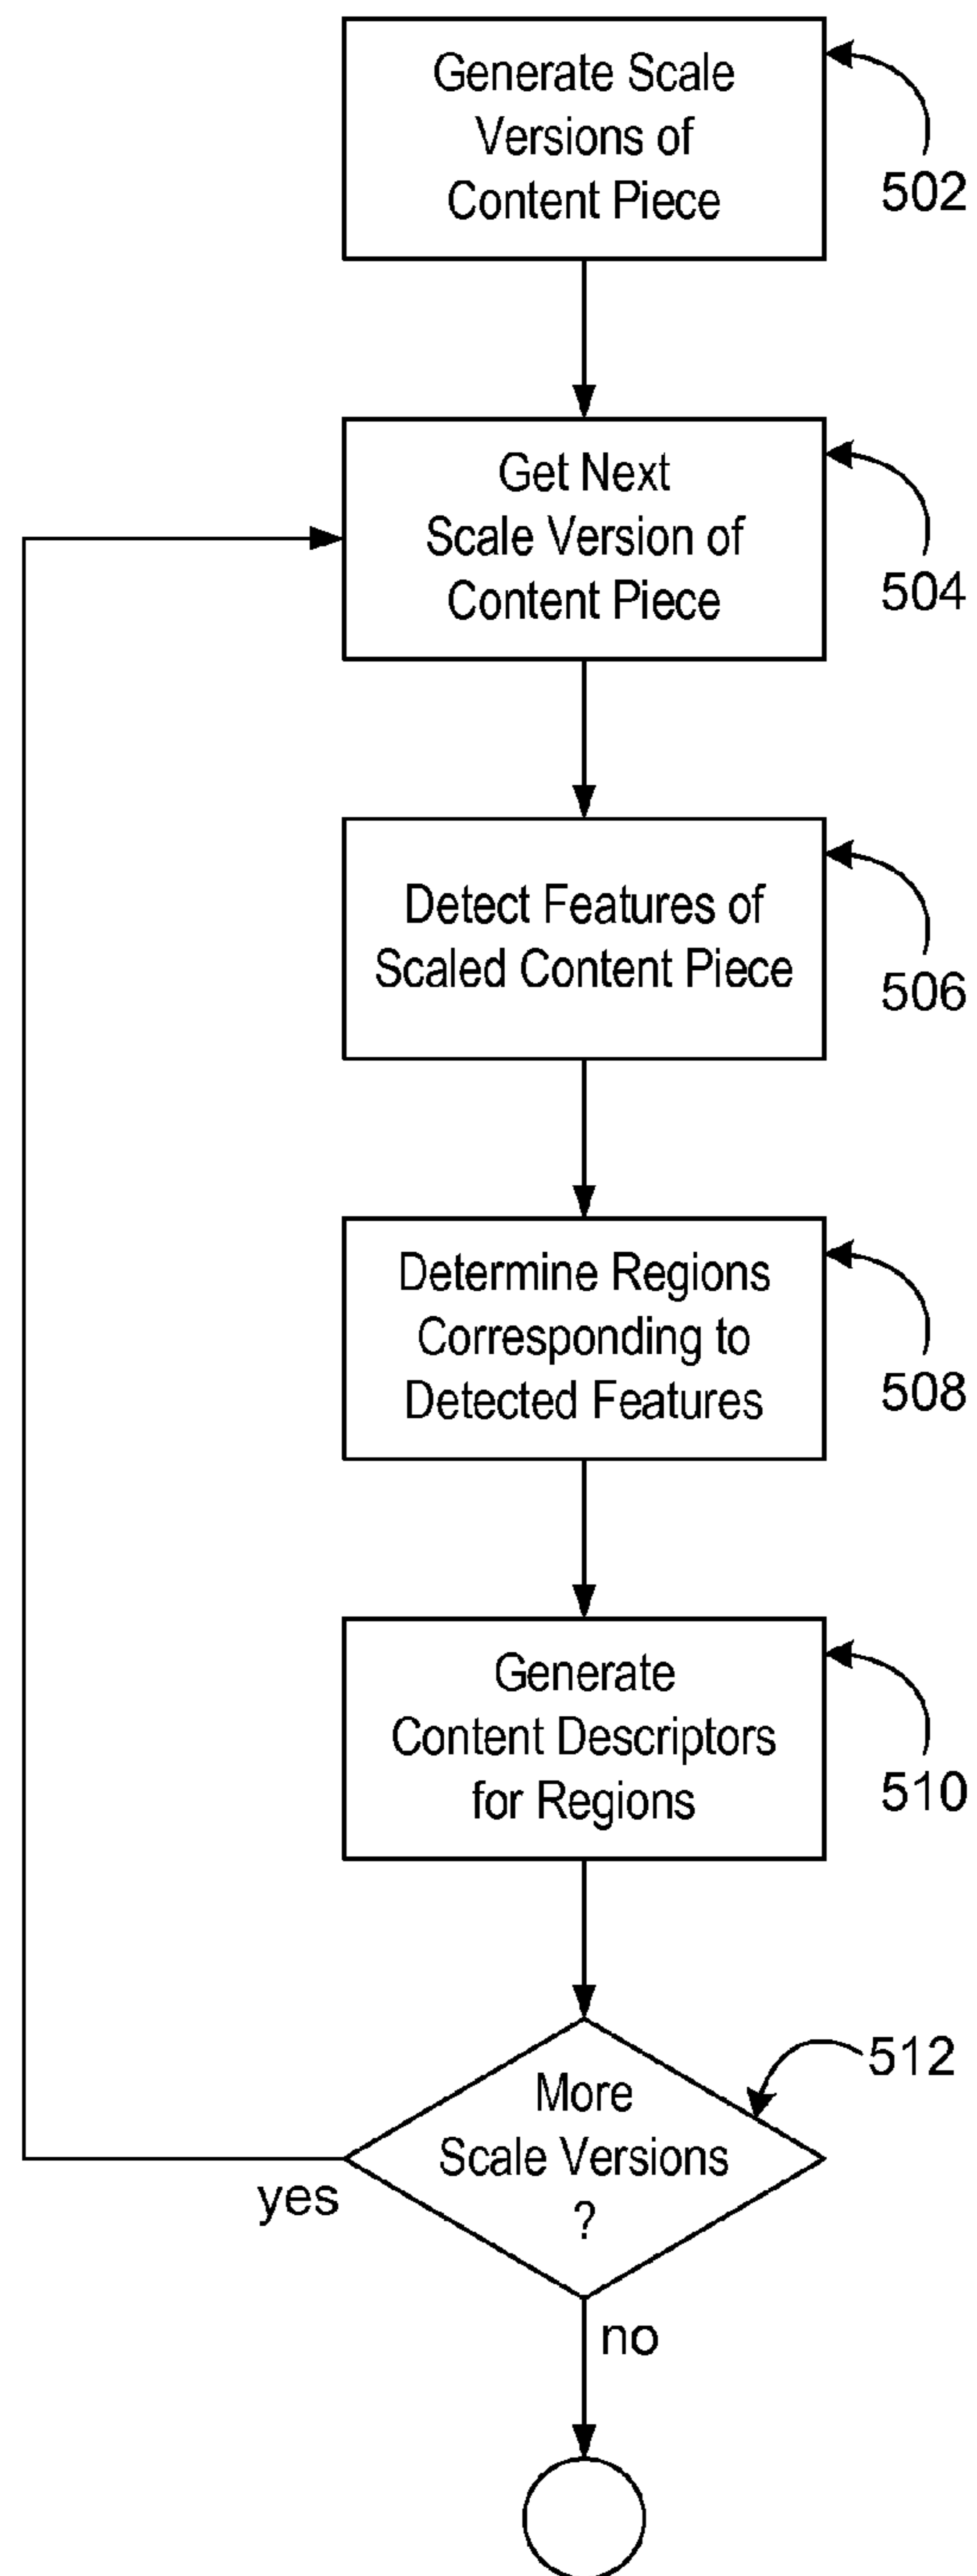 Generate Scale
Versions of
Content Piece
502
Get Next
Scale Version of
Content Piece
504
Detect Features of
Scaled Content Piece
506
Determine Regions
Corresponding to
Detected Features
508
Generate
Content Descriptors
for Regions
510
512
More
Scale Versions
?
yes
no